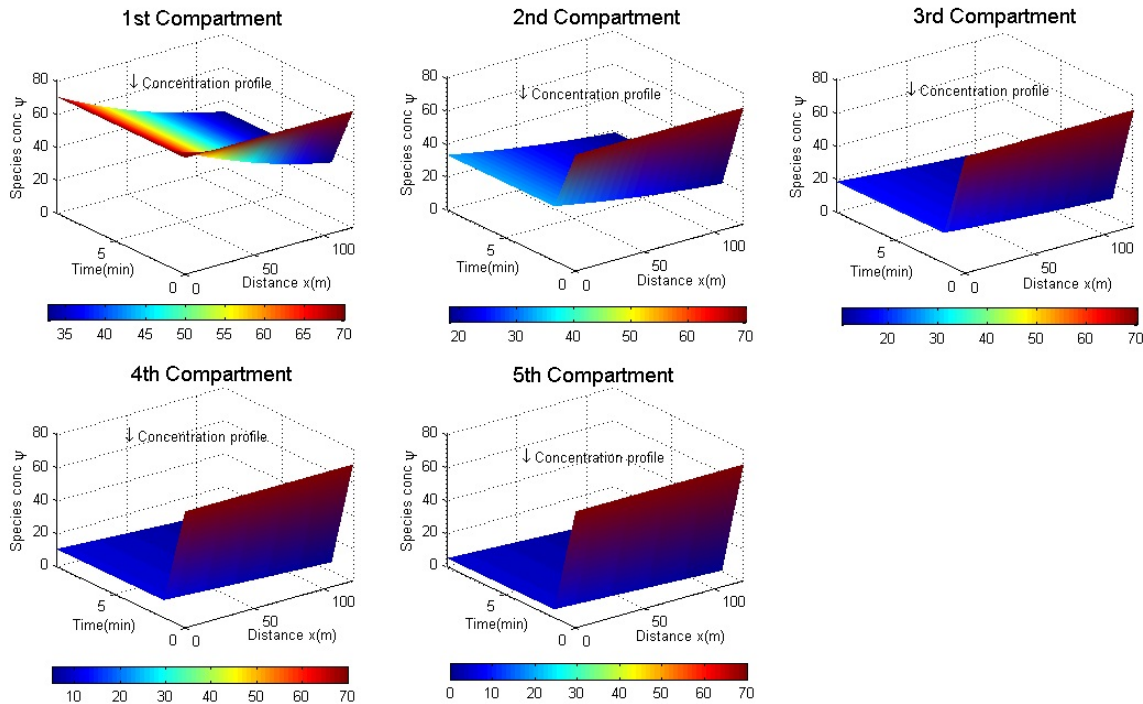 1st Compartment
80
60
40
20
0
Species conc ψ
↓ Concentration profile
5
0
Time(min)
0
50
100
Distance x(m)
35 40 45 50 55 60 65 70
2nd Compartment
80
60
40
20
0
Species conc ψ
↓ Concentration profile
5
0
Time(min)
0
50
100
Distance x(m)
20 30 40 50 60 70
3rd Compartment
80
60
40
20
0
Species conc ψ
↓ Concentration profile
5
0
Time(min)
0
50
100
Distance x(m)
20 30 40 50 60 70
4th Compartment
80
60
40
20
0
Species conc ψ
↓ Concentration profile
5
0
Time(min)
0
50
100
Distance x(m)
10 20 30 40 50 60 70
5th Compartment
80
60
40
20
0
Species conc ψ
↓ Concentration profile
5
0
Time(min)
0
50
100
Distance x(m)
0 10 20 30 40 50 60 70